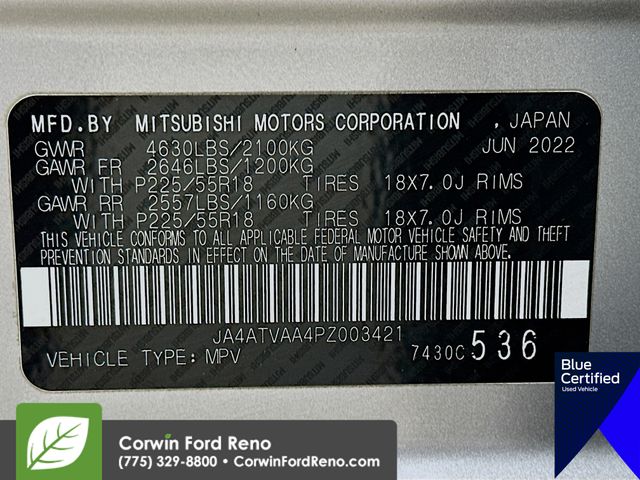 MFD.BY MITSUBISHI MOTORS CORPORATION , JAPAN
GVWR 4630LBS/2100KG JUN 2022
GAWR FR 2646LBS/1200KG
WITH P225/55R18 TIRES 18X7.0J RIMS
GAWR RR 2557LBS/1160KG
WITH P225/55R18 TIRES 18X7.0J RIMS
THIS VEHICLE CONFORMS TO ALL APPLICABLE FEDERAL MOTOR VEHICLE SAFETY AND THEFT
PREVENTION STANDARDS IN EFFECT ON THE DATE OF MANUFACTURE SHOWN ABOVE.
JA4ATVAA4PZ003421
VEHICLE TYPE: MPV 7430C 536
Blue
Certified
Used Vehicle
Corwin Ford Reno
(775) 329-8800 • CorwinFordReno.com